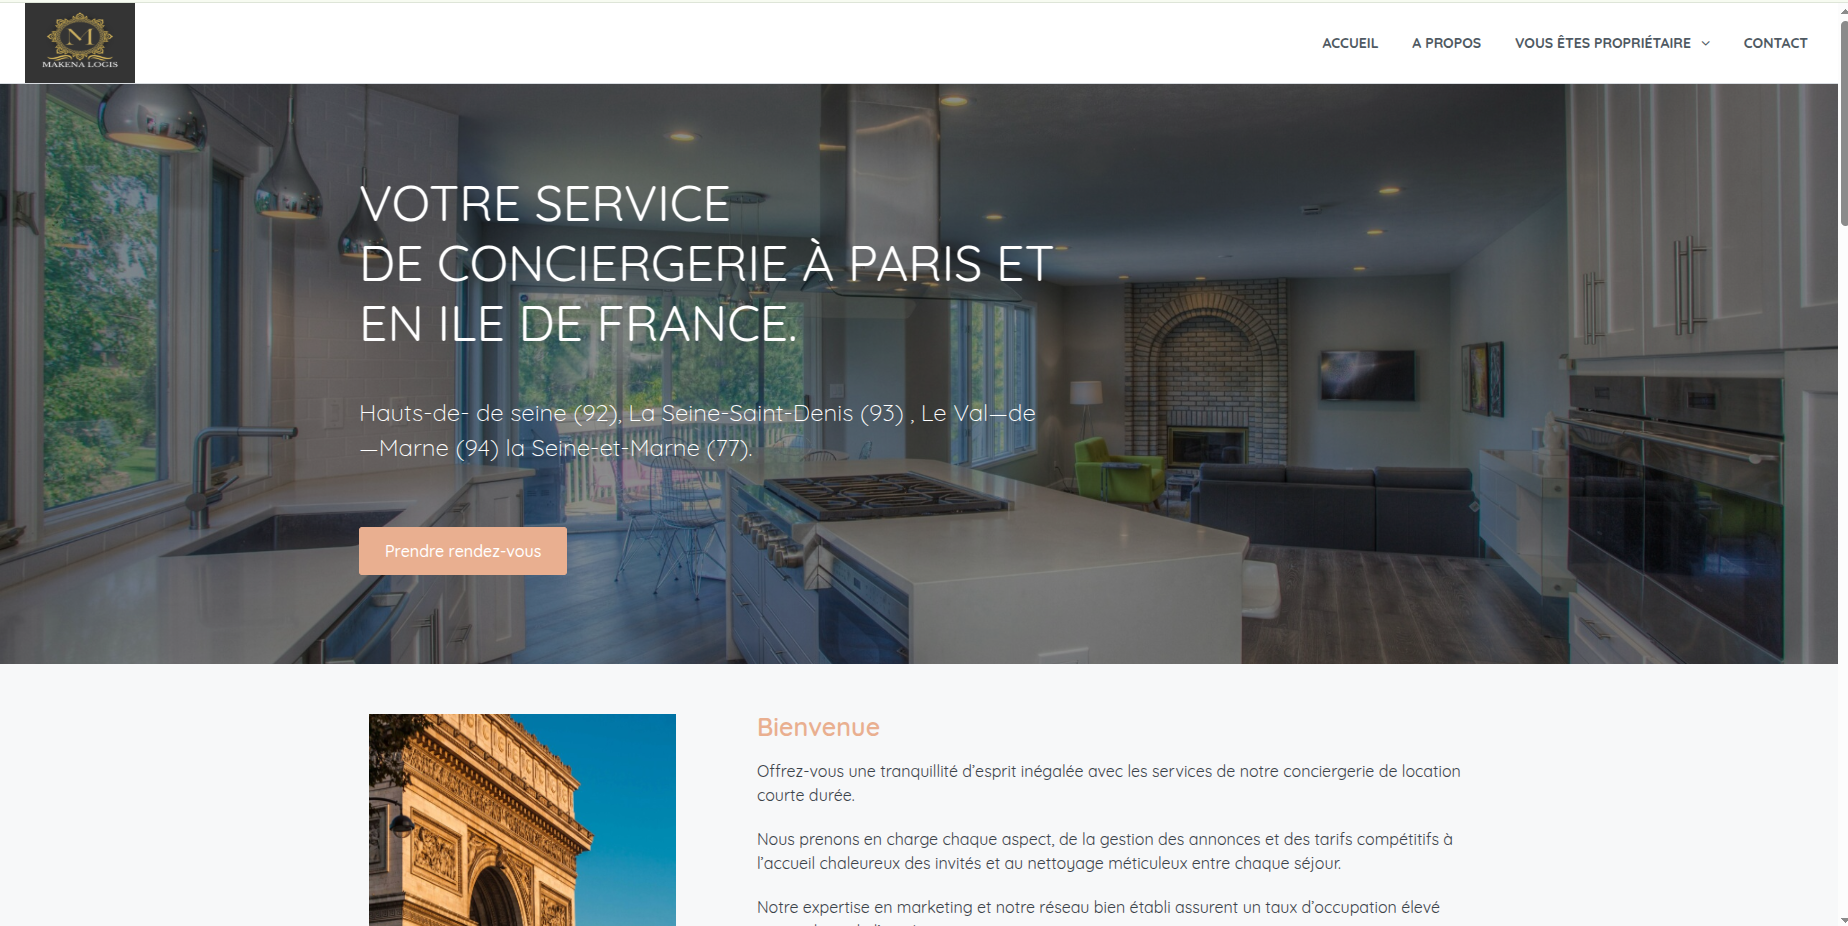 M
MAKENA LOGIS
ACCUEIL
A PROPOS
VOUS ÊTES PROPRIÉTAIRE
CONTACT
VOTRE SERVICE
DE CONCIERGERIE À PARIS ET
EN ILE DE FRANCE.
Hauts-de- de seine (92), La Seine-Saint-Denis (93) , Le Val—de
—Marne (94) la Seine-et-Marne (77).
Prendre rendez-vous
Bienvenue
Offrez-vous une tranquillité d’esprit inégalée avec les services de notre conciergerie de location
courte durée.
Nous prenons en charge chaque aspect, de la gestion des annonces et des tarifs compétitifs à
l’accueil chaleureux des invités et au nettoyage méticuleux entre chaque séjour.
Notre expertise en marketing et notre réseau bien établi assurent un taux d’occupation élevé